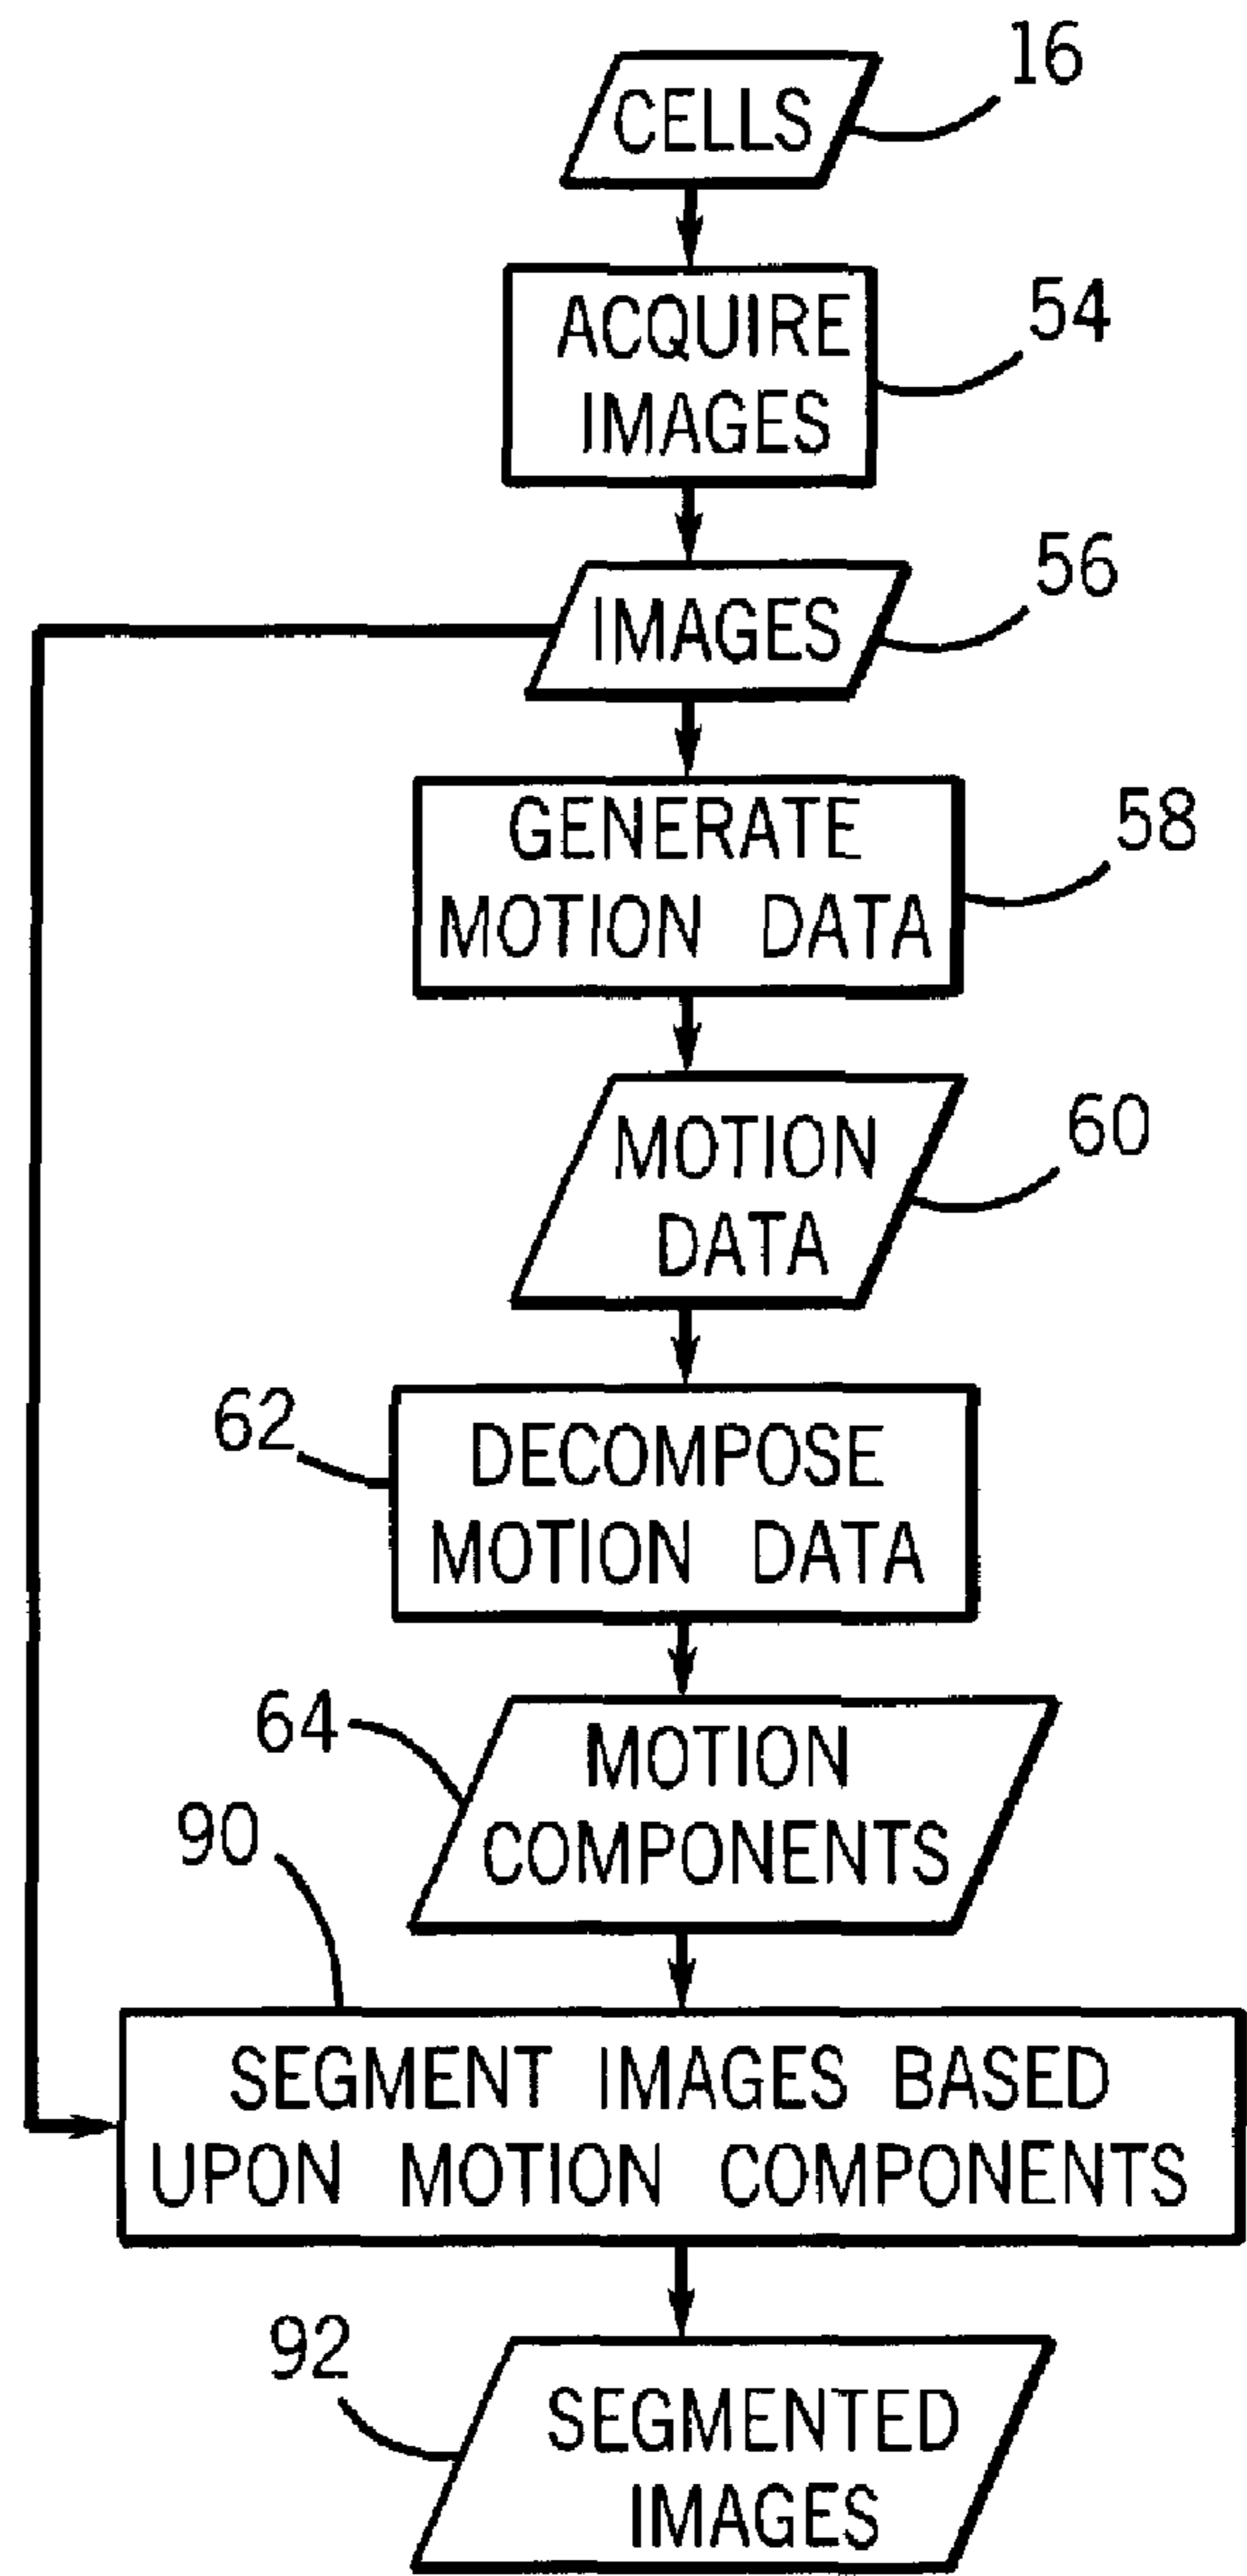 16
CELLS
54
ACQUIRE
IMAGES
56
IMAGES
58
GENERATE
MOTION DATA
60
MOTION
DATA
62
DECOMPOSE
MOTION DATA
64
MOTION
COMPONENTS
90
SEGMENT IMAGES BASED
UPON MOTION COMPONENTS
92
SEGMENTED
IMAGES